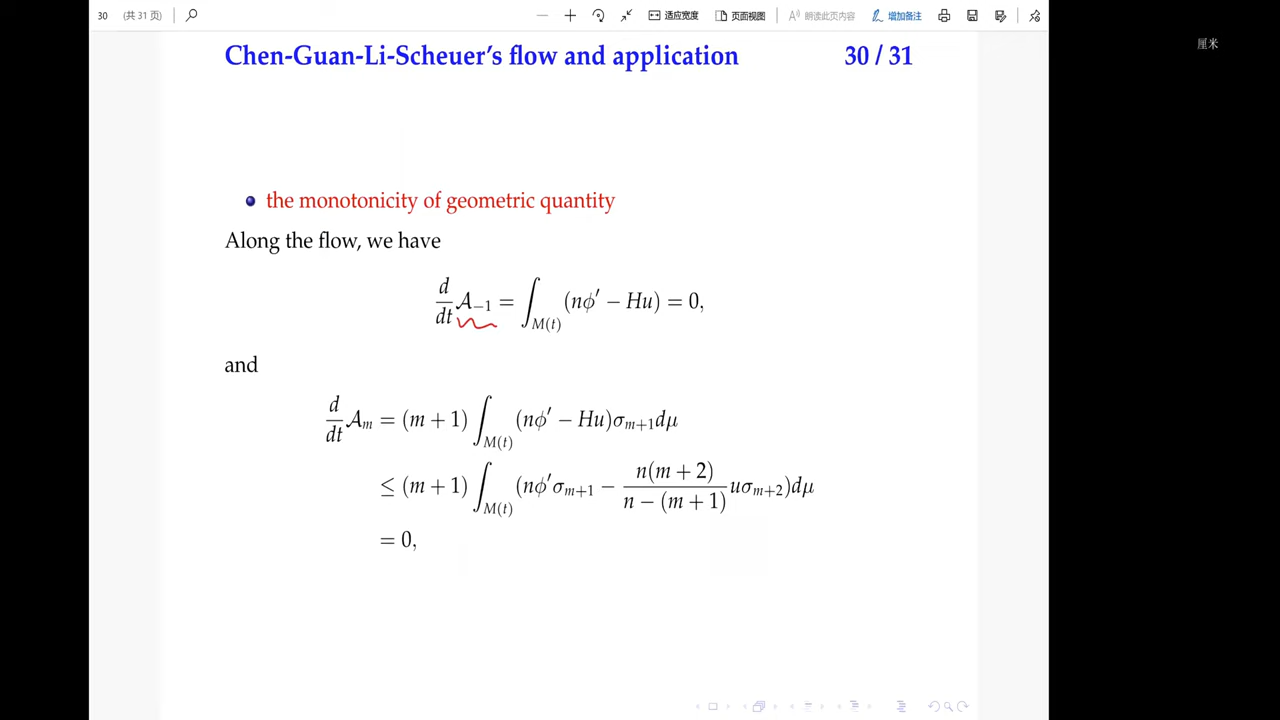 30 (共 31 页) 适应宽度 页面视图 朗读此页内容 增加备注
厘米
Chen-Guan-Li-Scheuer's flow and application 30 / 31
the monotonicity of geometric quantity
Along the flow, we have
d/dt 𝒜₋₁ = ∫_{M(t)} (nϕ′ − Hu) = 0,
and
d/dt 𝒜ₘ = (m + 1) ∫_{M(t)} (nϕ′ − Hu)σ_{m+1}dμ
≤ (m + 1) ∫_{M(t)} (nϕ′σ_{m+1} − n(m + 2)/(n − (m + 1)) uσ_{m+2})dμ
= 0,